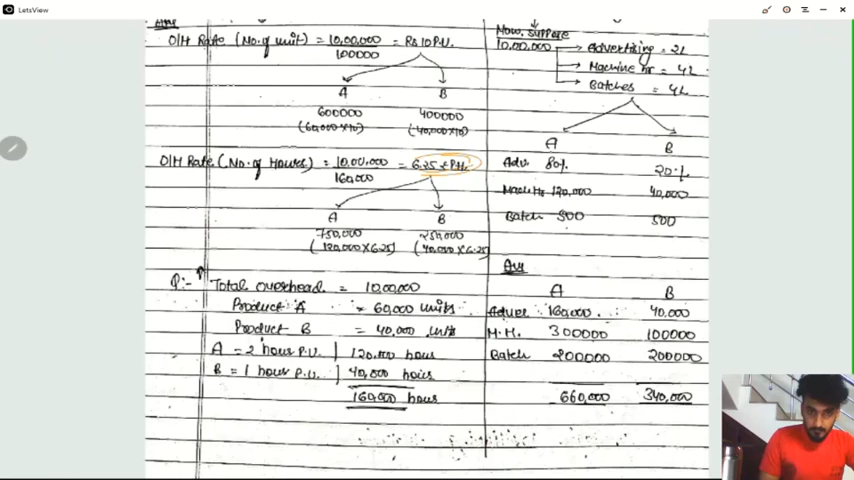 LetsView
Ans
O/H Rate (No. of unit) = 10,00,000 = Rs 10 P.U.
100000
A B
600000 400000
(60,000×10) (40,000×10)
O/H Rate (No. of Hours) = 10,00,000 = 6.25 ₹ P.H.
160,000
A B
750,000 250,000
(120,000×6.25) (40,000×6.25)
Q:- Total overhead = 10,00,000
Product A = 60,000 units
Product B = 40,000 units
A = 2 hour P.U. | 120,000 hour
B = 1 hour P.U. | 40,000 hours
160,000 hours
Now, suppose
10,00,000 Advertising = 2L
Machine hr = 4L
Batches = 4L
A B
Adv. 80% 20%
Mach Hr 120,000 40,000
Batch 500 500
Ans
A B
Adver 160,000 40,000
M.H. 300000 100000
Batch 200000 200000
660,000 340,000